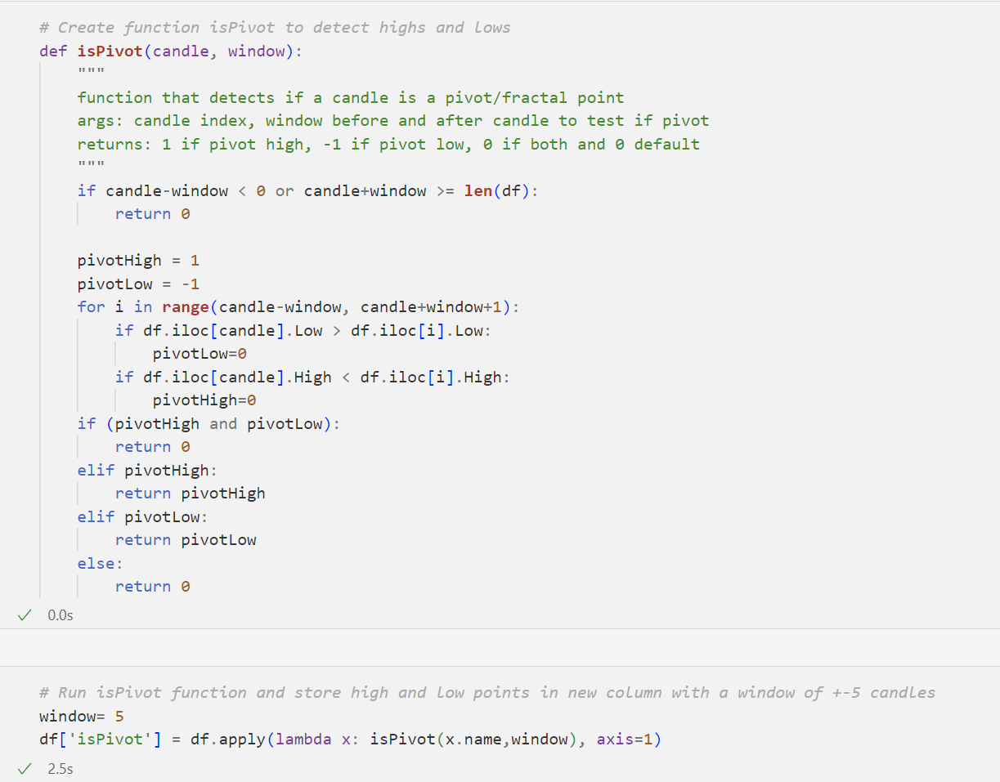 # Create function isPivot to detect highs and lows
def isPivot(candle, window):
    """
    function that detects if a candle is a pivot/fractal point
    args: candle index, window before and after candle to test if pivot
    returns: 1 if pivot high, -1 if pivot low, 0 if both and 0 default
    """
    if candle-window < 0 or candle+window >= len(df):
        return 0

    pivotHigh = 1
    pivotLow = -1
    for i in range(candle-window, candle+window+1):
        if df.iloc[candle].Low > df.iloc[i].Low:
            pivotLow=0
        if df.iloc[candle].High < df.iloc[i].High:
            pivotHigh=0
    if (pivotHigh and pivotLow):
        return 0
    elif pivotHigh:
        return pivotHigh
    elif pivotLow:
        return pivotLow
    else:
        return 0
✓ 0.0s
# Run isPivot function and store high and low points in new column with a window of +-5 candles
window= 5
df['isPivot'] = df.apply(lambda x: isPivot(x.name,window), axis=1)
✓ 2.5s